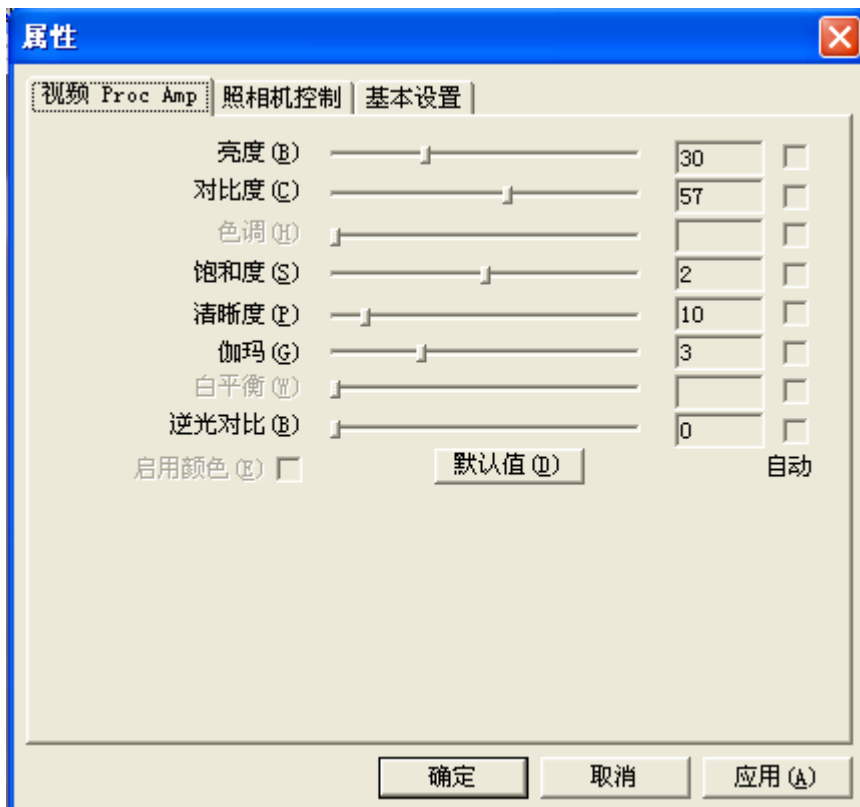 属性
视频 Proc Amp 照相机控制 基本设置
亮度(B) 30
对比度(C) 57
色调(H)
饱和度(S) 2
清晰度(P) 10
伽玛(G) 3
白平衡(W)
逆光对比(B) 0
启用颜色(E) 默认值(D) 自动
确定 取消 应用(A)